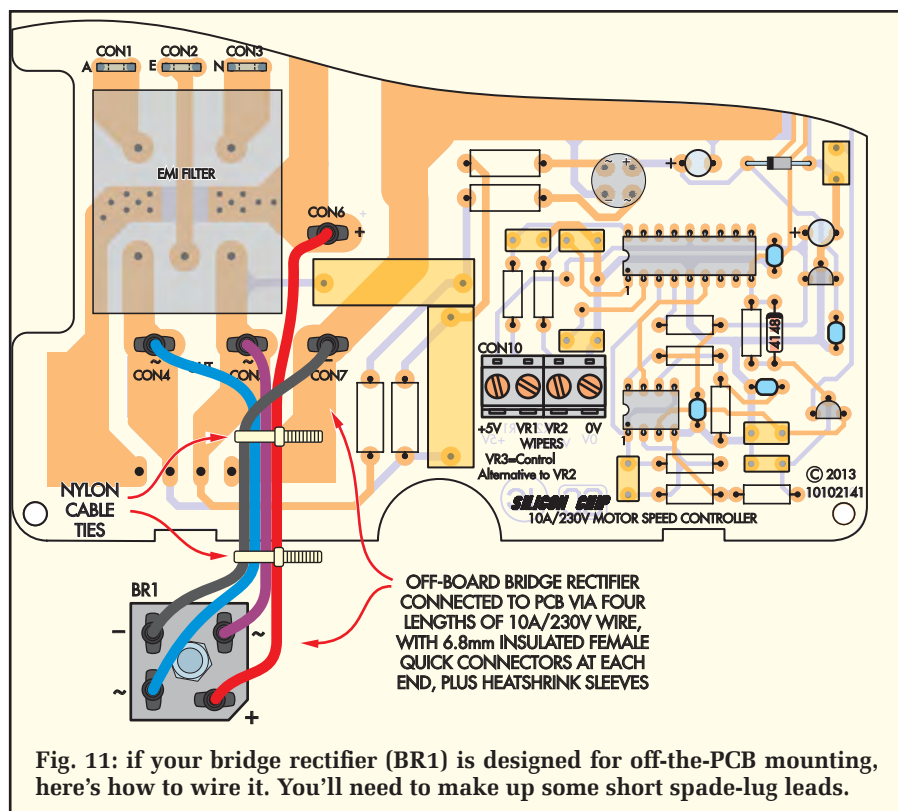 CON1 CON2 CON3
A E N
EMI FILTER
CON6
+
+ -
~ ~
+
+
1
4148
~ ~ −
CON4 CON CON7
CON10
+5V VR1 VR2 0V
WIPERS
VR3=Control
Alternative to VR2
1
© 2013
10102141
SILICON CHIP
10A/230V MOTOR SPEED CONTROLLER
NYLON
CABLE
TIES
BR1
− ~
~ +
OFF-BOARD BRIDGE RECTIFIER
CONNECTED TO PCB VIA FOUR
LENGTHS OF 10A/230V WIRE,
WITH 6.8mm INSULATED FEMALE
QUICK CONNECTORS AT EACH
END, PLUS HEATSHRINK SLEEVES
Fig. 11: if your bridge rectifier (BR1) is designed for off-the-PCB mounting,
here's how to wire it. You'll need to make up some short spade-lug leads.